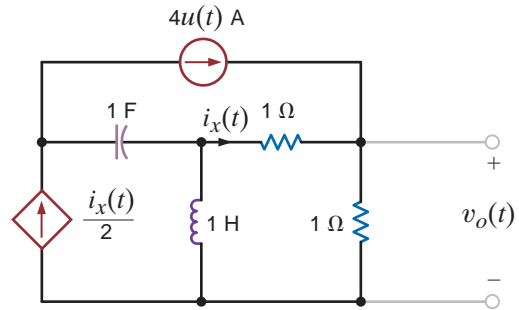 4u(t) A
1 F
i_x(t)
1 Ω
+
i_x(t)/2
1 H
1 Ω
v_o(t)
−